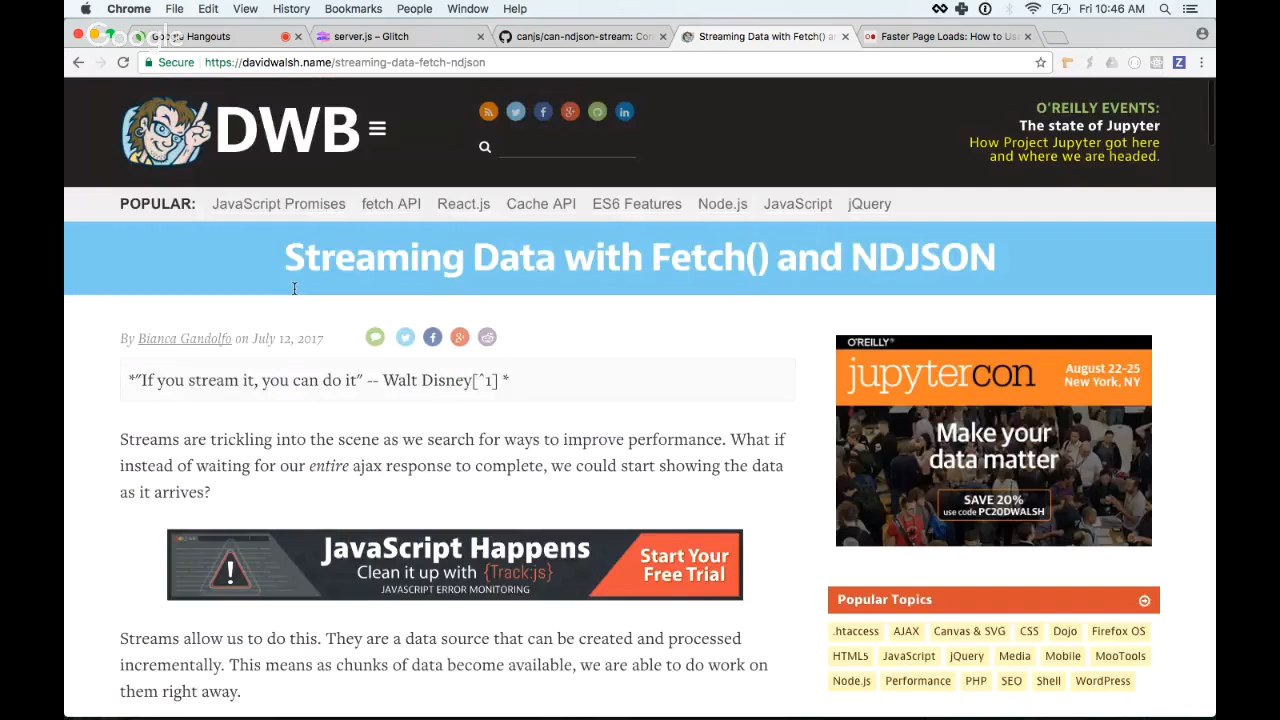 Chrome File Edit View History Bookmarks People Window Help Fri 10:46 AM
Google Hangouts
server.js – Glitch
canjs/can-ndjson-stream: Con
Streaming Data with Fetch() an
Faster Page Loads: How to Us
Google
Secure https://davidwalsh.name/streaming-data-fetch-ndjson
DWB
O'REILLY EVENTS:
The state of Jupyter
How Project Jupyter got here
and where we are headed.
POPULAR: JavaScript Promises fetch API React.js Cache API ES6 Features Node.js JavaScript jQuery
Streaming Data with Fetch() and NDJSON
By Bianca Gandolfo on July 12, 2017
*"If you stream it, you can do it" -- Walt Disney[^1] *
Streams are trickling into the scene as we search for ways to improve performance. What if
instead of waiting for our entire ajax response to complete, we could start showing the data
as it arrives?
JavaScript Happens
Clean it up with {Track:js}
JAVASCRIPT ERROR MONITORING
Start Your
Free Trial
Streams allow us to do this. They are a data source that can be created and processed
incrementally. This means as chunks of data become available, we are able to do work on
them right away.
O'REILLY®
jupytercon
August 22-25
New York, NY
Make your
data matter
SAVE 20%
use code PC20DWALSH
Popular Topics
.htaccess AJAX Canvas & SVG CSS Dojo Firefox OS
HTML5 JavaScript jQuery Media Mobile MooTools
Node.js Performance PHP SEO Shell WordPress